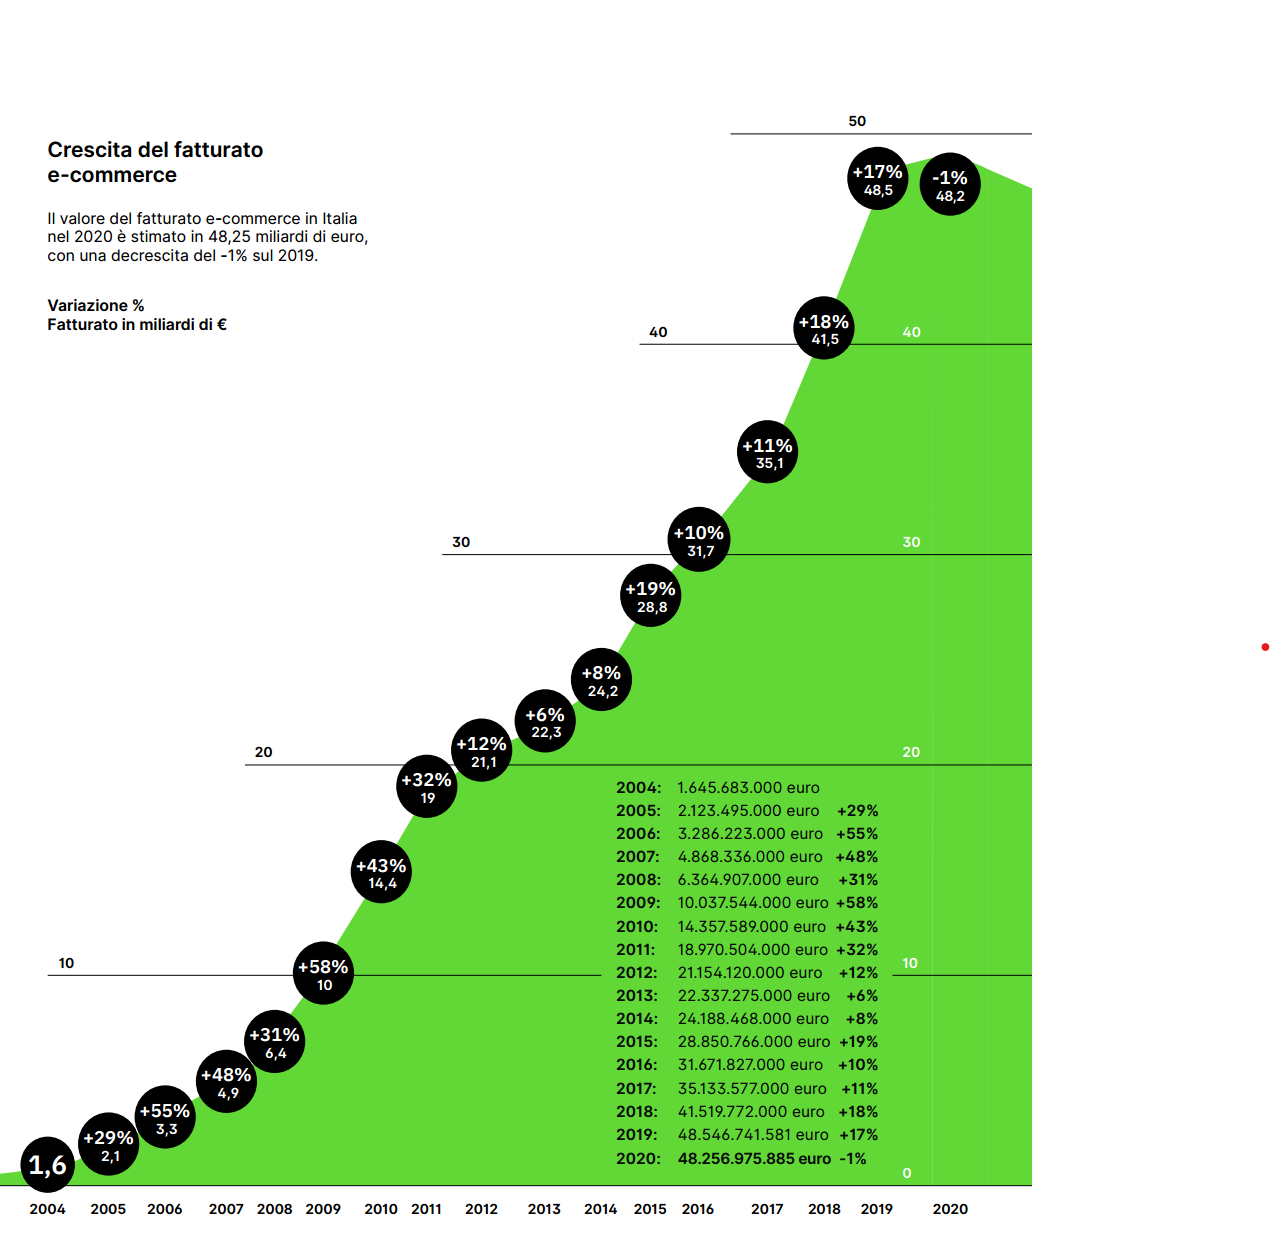 Crescita del fatturato
e-commerce
Il valore del fatturato e-commerce in Italia
nel 2020 è stimato in 48,25 miliardi di euro,
con una decrescita del -1% sul 2019.
Variazione %
Fatturato in miliardi di €
50
+17%
48,5
-1%
48,2
+18%
41,5
40
40
+11%
35,1
+10%
31,7
30
30
+19%
28,8
+8%
24,2
+6%
22,3
+12%
21,1
20
20
+32%
19
+43%
14,4
+58%
10
10
10
+31%
6,4
+48%
4,9
+55%
3,3
+29%
2,1
1,6
2004: 1.645.683.000 euro
2005: 2.123.495.000 euro +29%
2006: 3.286.223.000 euro +55%
2007: 4.868.336.000 euro +48%
2008: 6.364.907.000 euro +31%
2009: 10.037.544.000 euro +58%
2010: 14.357.589.000 euro +43%
2011: 18.970.504.000 euro +32%
2012: 21.154.120.000 euro +12%
2013: 22.337.275.000 euro +6%
2014: 24.188.468.000 euro +8%
2015: 28.850.766.000 euro +19%
2016: 31.671.827.000 euro +10%
2017: 35.133.577.000 euro +11%
2018: 41.519.772.000 euro +18%
2019: 48.546.741.581 euro +17%
2020: 48.256.975.885 euro -1%
0
2004 2005 2006 2007 2008 2009 2010 2011 2012 2013 2014 2015 2016 2017 2018 2019 2020